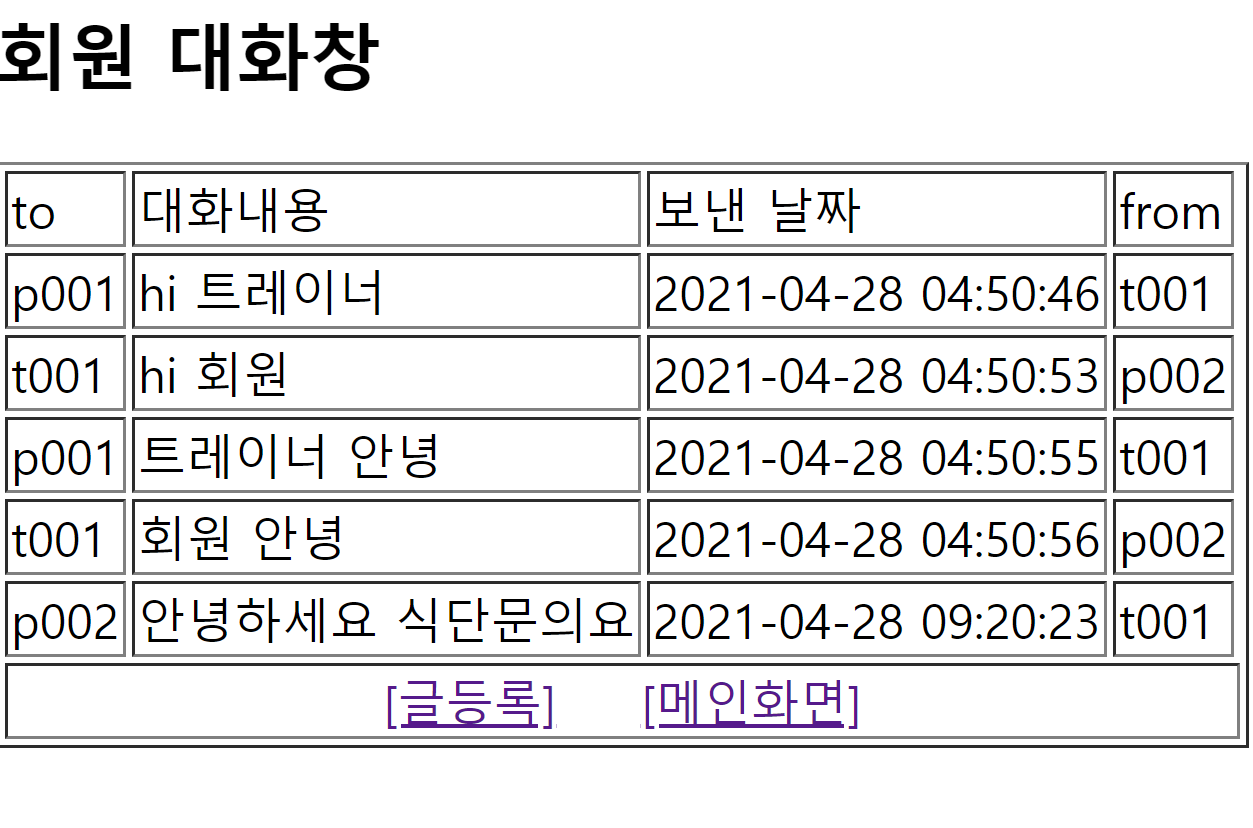 회원 대화창
to 대화내용 보낸 날짜 from
p001 hi 트레이너 2021-04-28 04:50:46 t001
t001 hi 회원 2021-04-28 04:50:53 p002
p001 트레이너 안녕 2021-04-28 04:50:55 t001
t001 회원 안녕 2021-04-28 04:50:56 p002
p002 안녕하세요 식단문의요 2021-04-28 09:20:23 t001
[글등록] [메인화면]